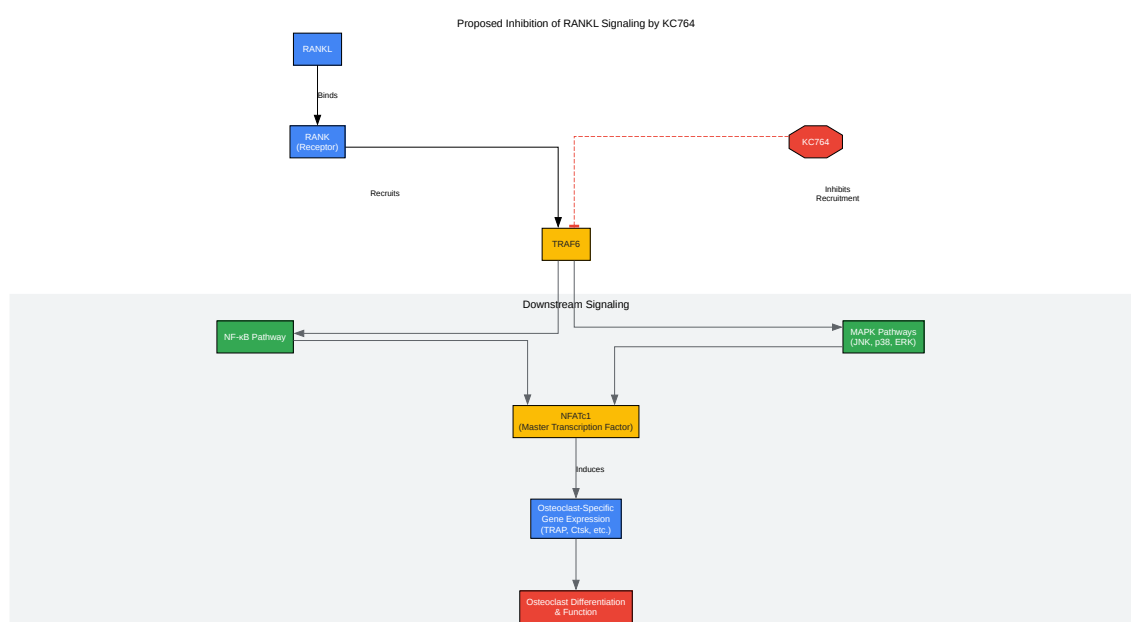 Proposed Inhibition of RANKL Signaling by KC764
RANKL
Binds
RANK
(Receptor)
KC764
Recruits
Inhibits
Recruitment
TRAF6
Downstream Signaling
NF-κB Pathway
MAPK Pathways
(JNK, p38, ERK)
NFATc1
(Master Transcription Factor)
Induces
Osteoclast-Specific
Gene Expression
(TRAP, Ctsk, etc.)
Osteoclast Differentiation
& Function